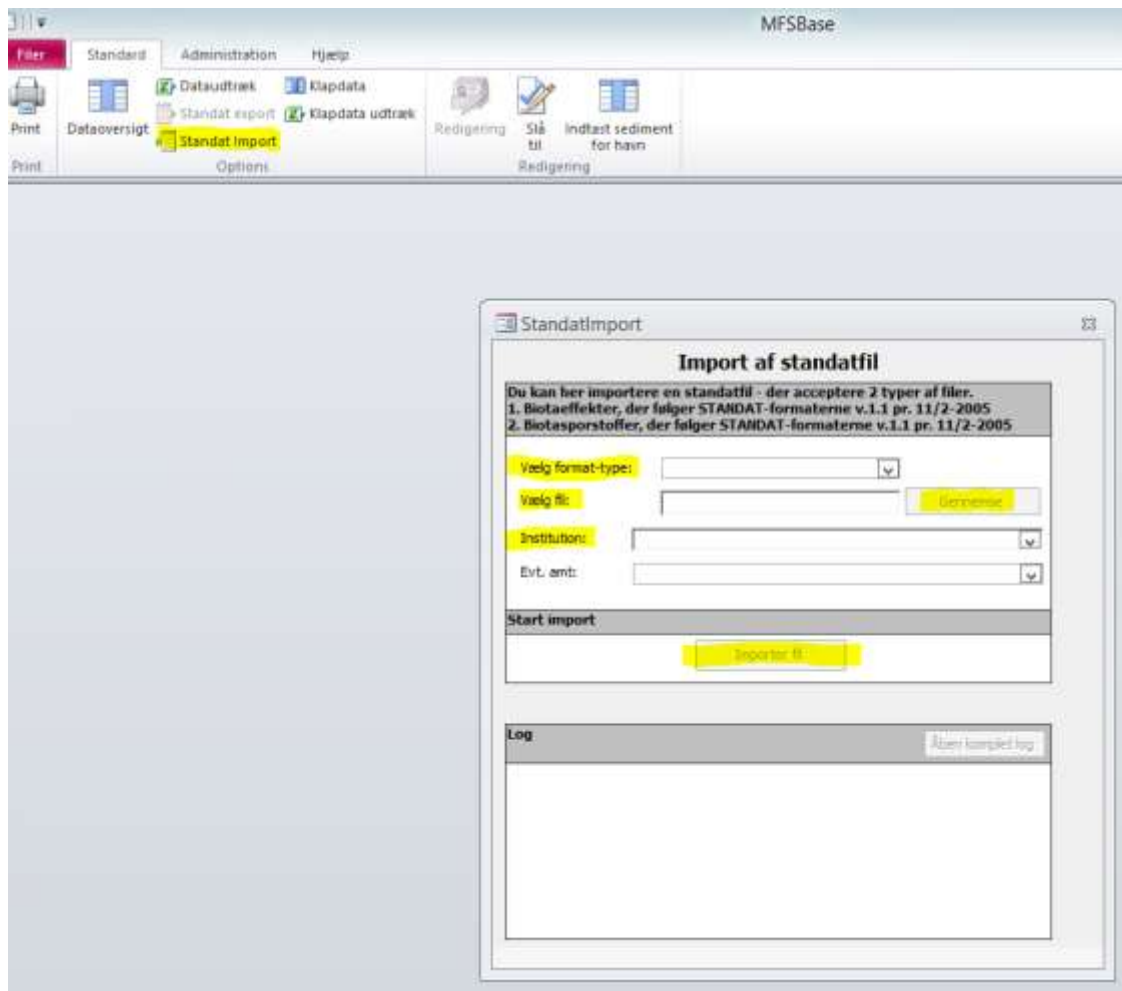 MFSBase
Filer Standard Administration Hjælp
Print Dataoversigt Dataudtræk Klapdata
Standat export Klapdata udtræk
Standat Import
Redigering Slå til Indtast sediment for havn
Print Options Redigering
StandatImport
Import af standatfil
Du kan her importere en standatfil - der acceptere 2 typer af filer.
1. Biotaeffekter, der følger STANDAT-formaterne v.1.1 pr. 11/2-2005
2. Biotasporstoffer, der følger STANDAT-formaterne v.1.1 pr. 11/2-2005
Vælg format-type:
Vælg fil: Gennemse
Institution:
Evt. amt:
Start import
Importer fil
Log Åben komplet log